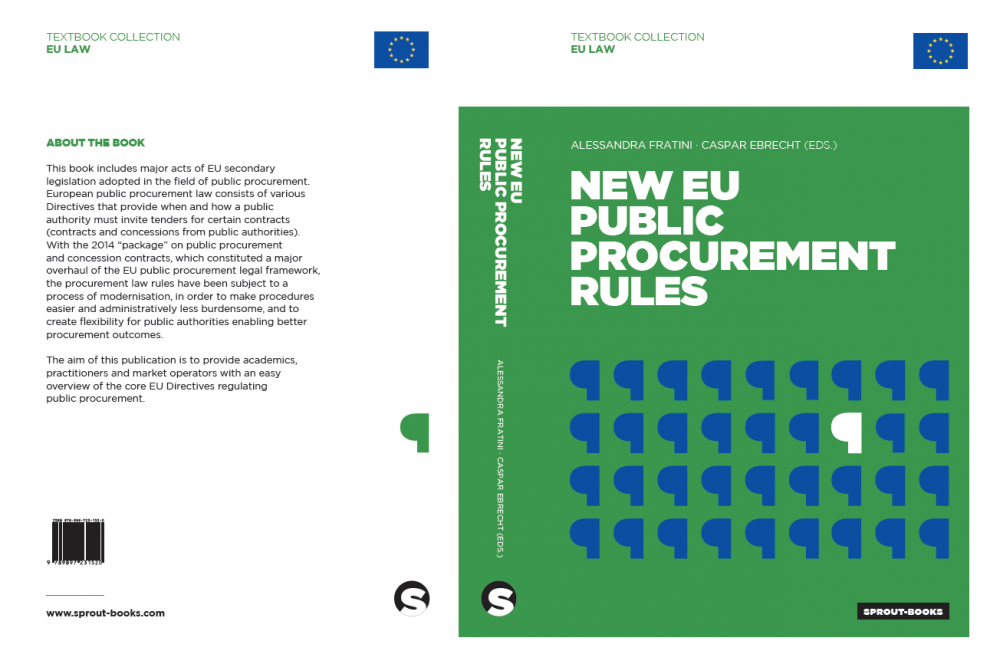 TEXTBOOK COLLECTION
EU LAW
ABOUT THE BOOK
This book includes major acts of EU secondary
legislation adopted in the field of public procurement.
European public procurement law consists of various
Directives that provide when and how a public
authority must invite tenders for certain contracts
(contracts and concessions from public authorities).
With the 2014 “package” on public procurement
and concession contracts, which constituted a major
overhaul of the EU public procurement legal framework,
the procurement law rules have been subject to a
process of modernisation, in order to make procedures
easier and administratively less burdensome, and to
create flexibility for public authorities enabling better
procurement outcomes.
The aim of this publication is to provide academics,
practitioners and market operators with an easy
overview of the core EU Directives regulating
public procurement.
9 789897 231520
www.sprout-books.com
S
NEW EU
PUBLIC PROCUREMENT
RULES
ALESSANDRA FRATINI · CASPAR EBRECHT (EDS.)
S
TEXTBOOK COLLECTION
EU LAW
ALESSANDRA FRATINI · CASPAR EBRECHT (EDS.)
NEW EU
PUBLIC
PROCUREMENT
RULES
SPROUT-BOOKS